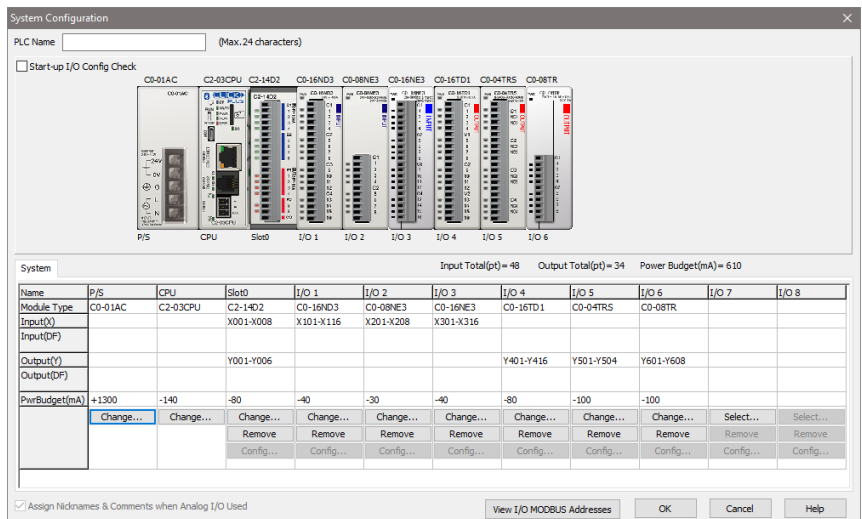 System Configuration
PLC Name (Max. 24 characters)
Start-up I/O Config Check
C0-01AC C2-03CPU C2-14D2 C0-16ND3 C0-08NE3 C0-16NE3 C0-16TD1 C0-04TRS C0-08TR
P/S CPU Slot0 I/O 1 I/O 2 I/O 3 I/O 4 I/O 5 I/O 6
System Input Total(pt)= 48 Output Total(pt)= 34 Power Budget(mA)= 610
Name P/S CPU Slot0 I/O 1 I/O 2 I/O 3 I/O 4 I/O 5 I/O 6 I/O 7 I/O 8
Module Type C0-01AC C2-03CPU C2-14D2 C0-16ND3 C0-08NE3 C0-16NE3 C0-16TD1 C0-04TRS C0-08TR
Input(X) X001-X008 X101-X116 X201-X208 X301-X316
Input(DF)
Output(Y) Y001-Y006 Y401-Y416 Y501-Y504 Y601-Y608
Output(DF)
PwrBudget(mA) +1300 -140 -80 -40 -30 -40 -80 -100 -100
Change... Change... Change... Change... Change... Change... Change... Change... Change... Select... Select...
Remove Remove Remove Remove Remove Remove Remove Remove Remove
Config... Config... Config... Config... Config... Config... Config... Config... Config...
Assign Nicknames & Comments when Analog I/O Used View I/O MODBUS Addresses OK Cancel Help